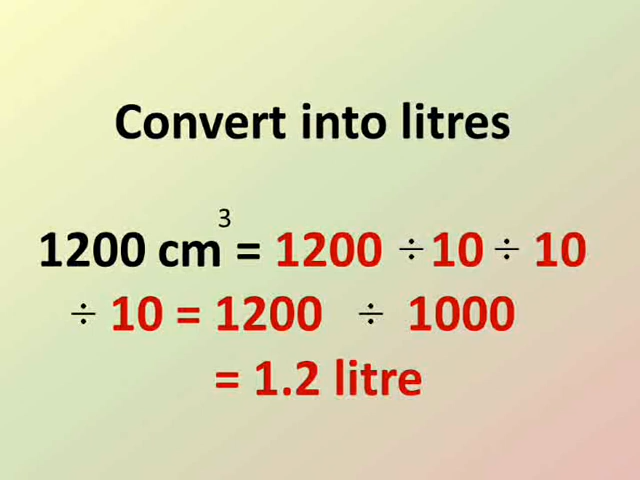 Convert into litres
1200 cm³ = 1200 ÷ 10 ÷ 10
÷ 10 = 1200 ÷ 1000
= 1.2 litre